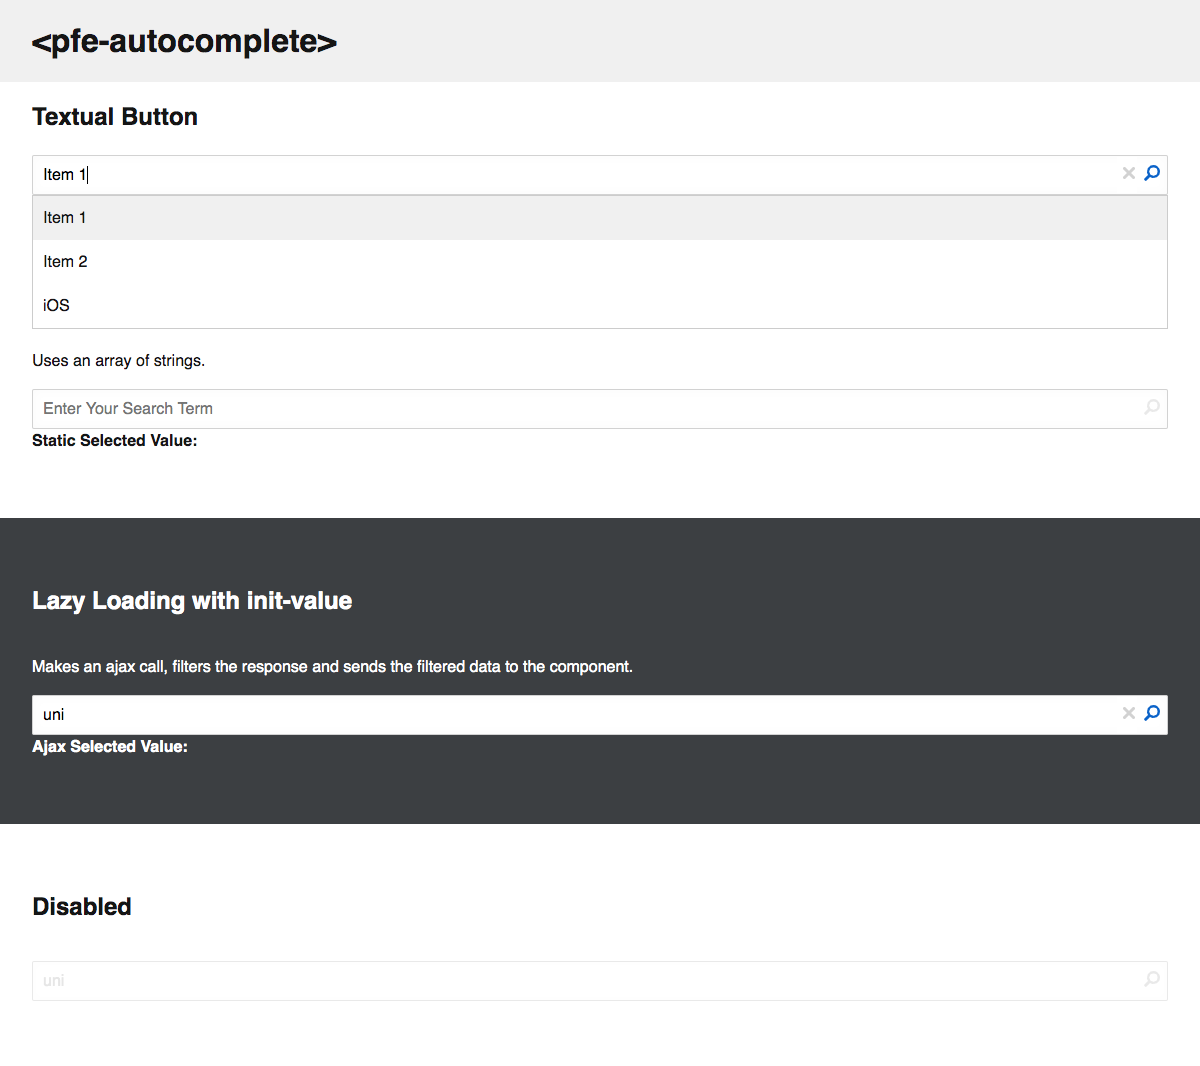 <pfe-autocomplete>
Textual Button
Item 1
Item 1
Item 2
iOS
Uses an array of strings.
Enter Your Search Term
Static Selected Value:
Lazy Loading with init-value
Makes an ajax call, filters the response and sends the filtered data to the component.
uni
Ajax Selected Value:
Disabled
uni